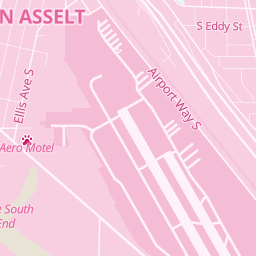 N ASSELT
S Eddy St
Airport Way S
Ellis Ave S
Aero Motel
e South
End